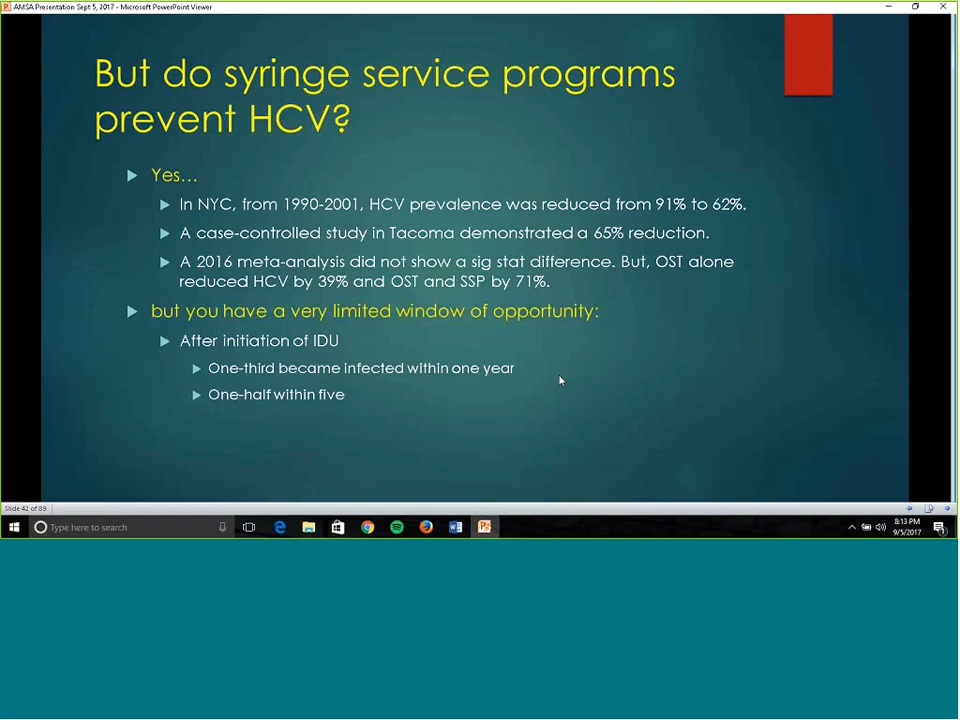 AMSA Presentation Sept 5, 2017 - Microsoft PowerPoint Viewer
But do syringe service programs
prevent HCV?
Yes…
In NYC, from 1990-2001, HCV prevalence was reduced from 91% to 62%.
A case-controlled study in Tacoma demonstrated a 65% reduction.
A 2016 meta-analysis did not show a sig stat difference. But, OST alone
reduced HCV by 39% and OST and SSP by 71%.
but you have a very limited window of opportunity:
After initiation of IDU
One-third became infected within one year
One-half within five
Slide 42 of 89
Type here to search
8:13 PM
9/5/2017